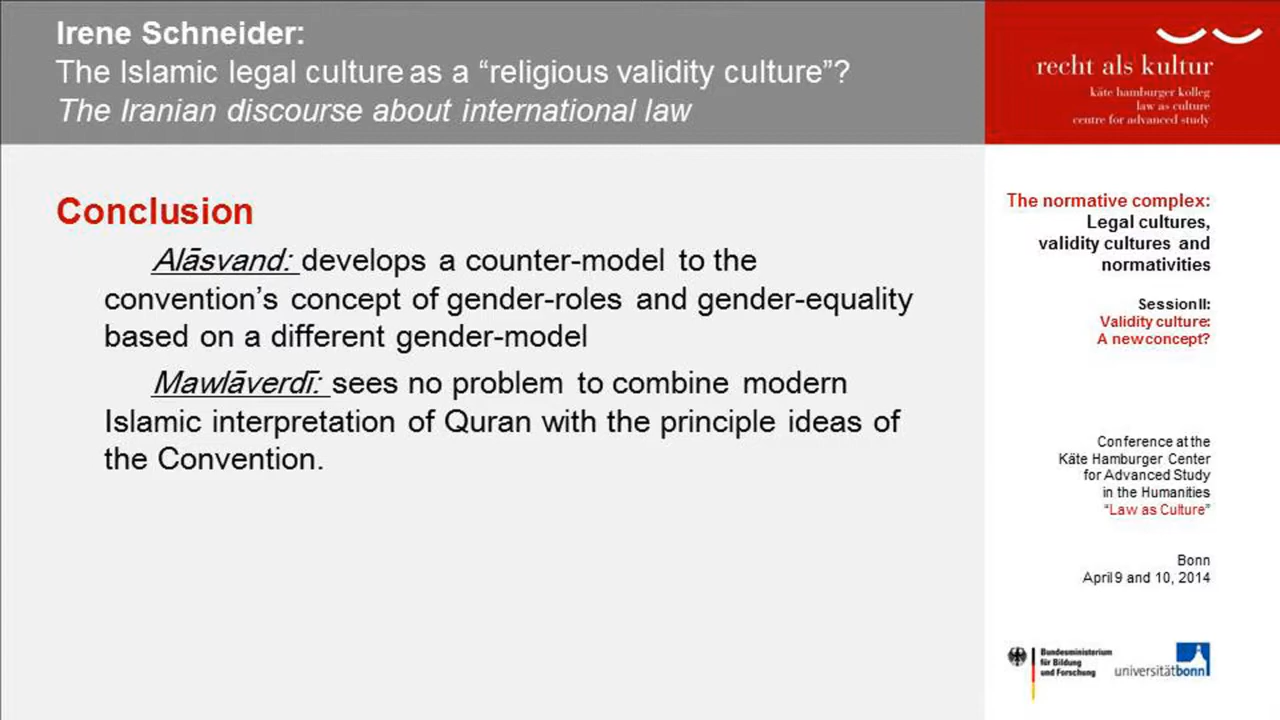 Irene Schneider:
The Islamic legal culture as a “religious validity culture”?
The Iranian discourse about international law
recht als kultur
käte hamburger kolleg
law as culture
centre for advanced study
Conclusion
Alāsvand: develops a counter-model to the
convention’s concept of gender-roles and gender-equality
based on a different gender-model
Mawlāverdī: sees no problem to combine modern
Islamic interpretation of Quran with the principle ideas of
the Convention.
The normative complex:
Legal cultures,
validity cultures and
normativities
Session II:
Validity culture:
A new concept?
Conference at the
Käte Hamburger Center
for Advanced Study
in the Humanities
“Law as Culture”
Bonn
April 9 and 10, 2014
Bundesministerium
für Bildung
und Forschung
universitätbonn